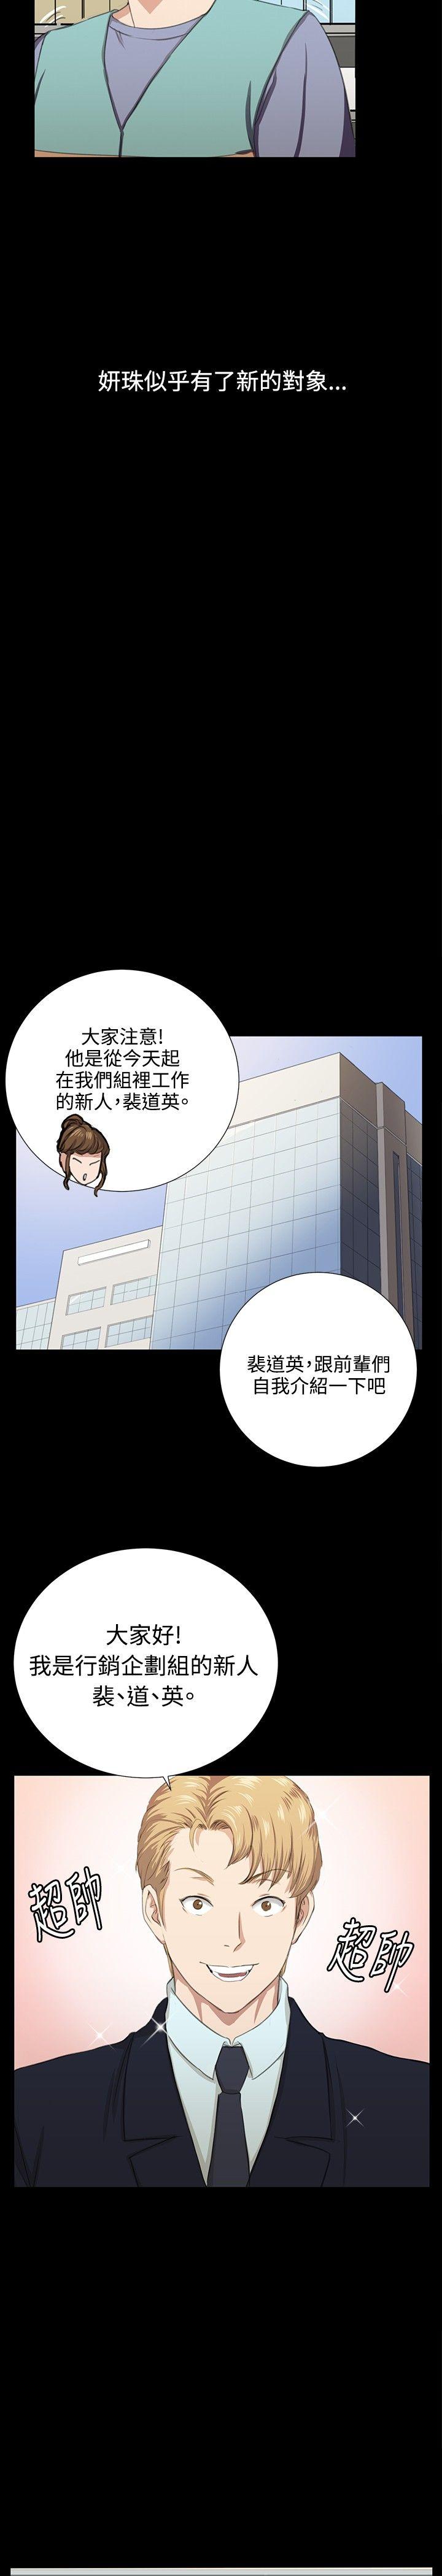 妍珠似乎有了新的對象...
大家注意!
他是從今天起
在我們組裡工作
的新人，裴道英。
裴道英，跟前輩們
自我介紹一下吧
大家好!
我是行銷企劃組的新人
裴、道、英。
超帥
超帥